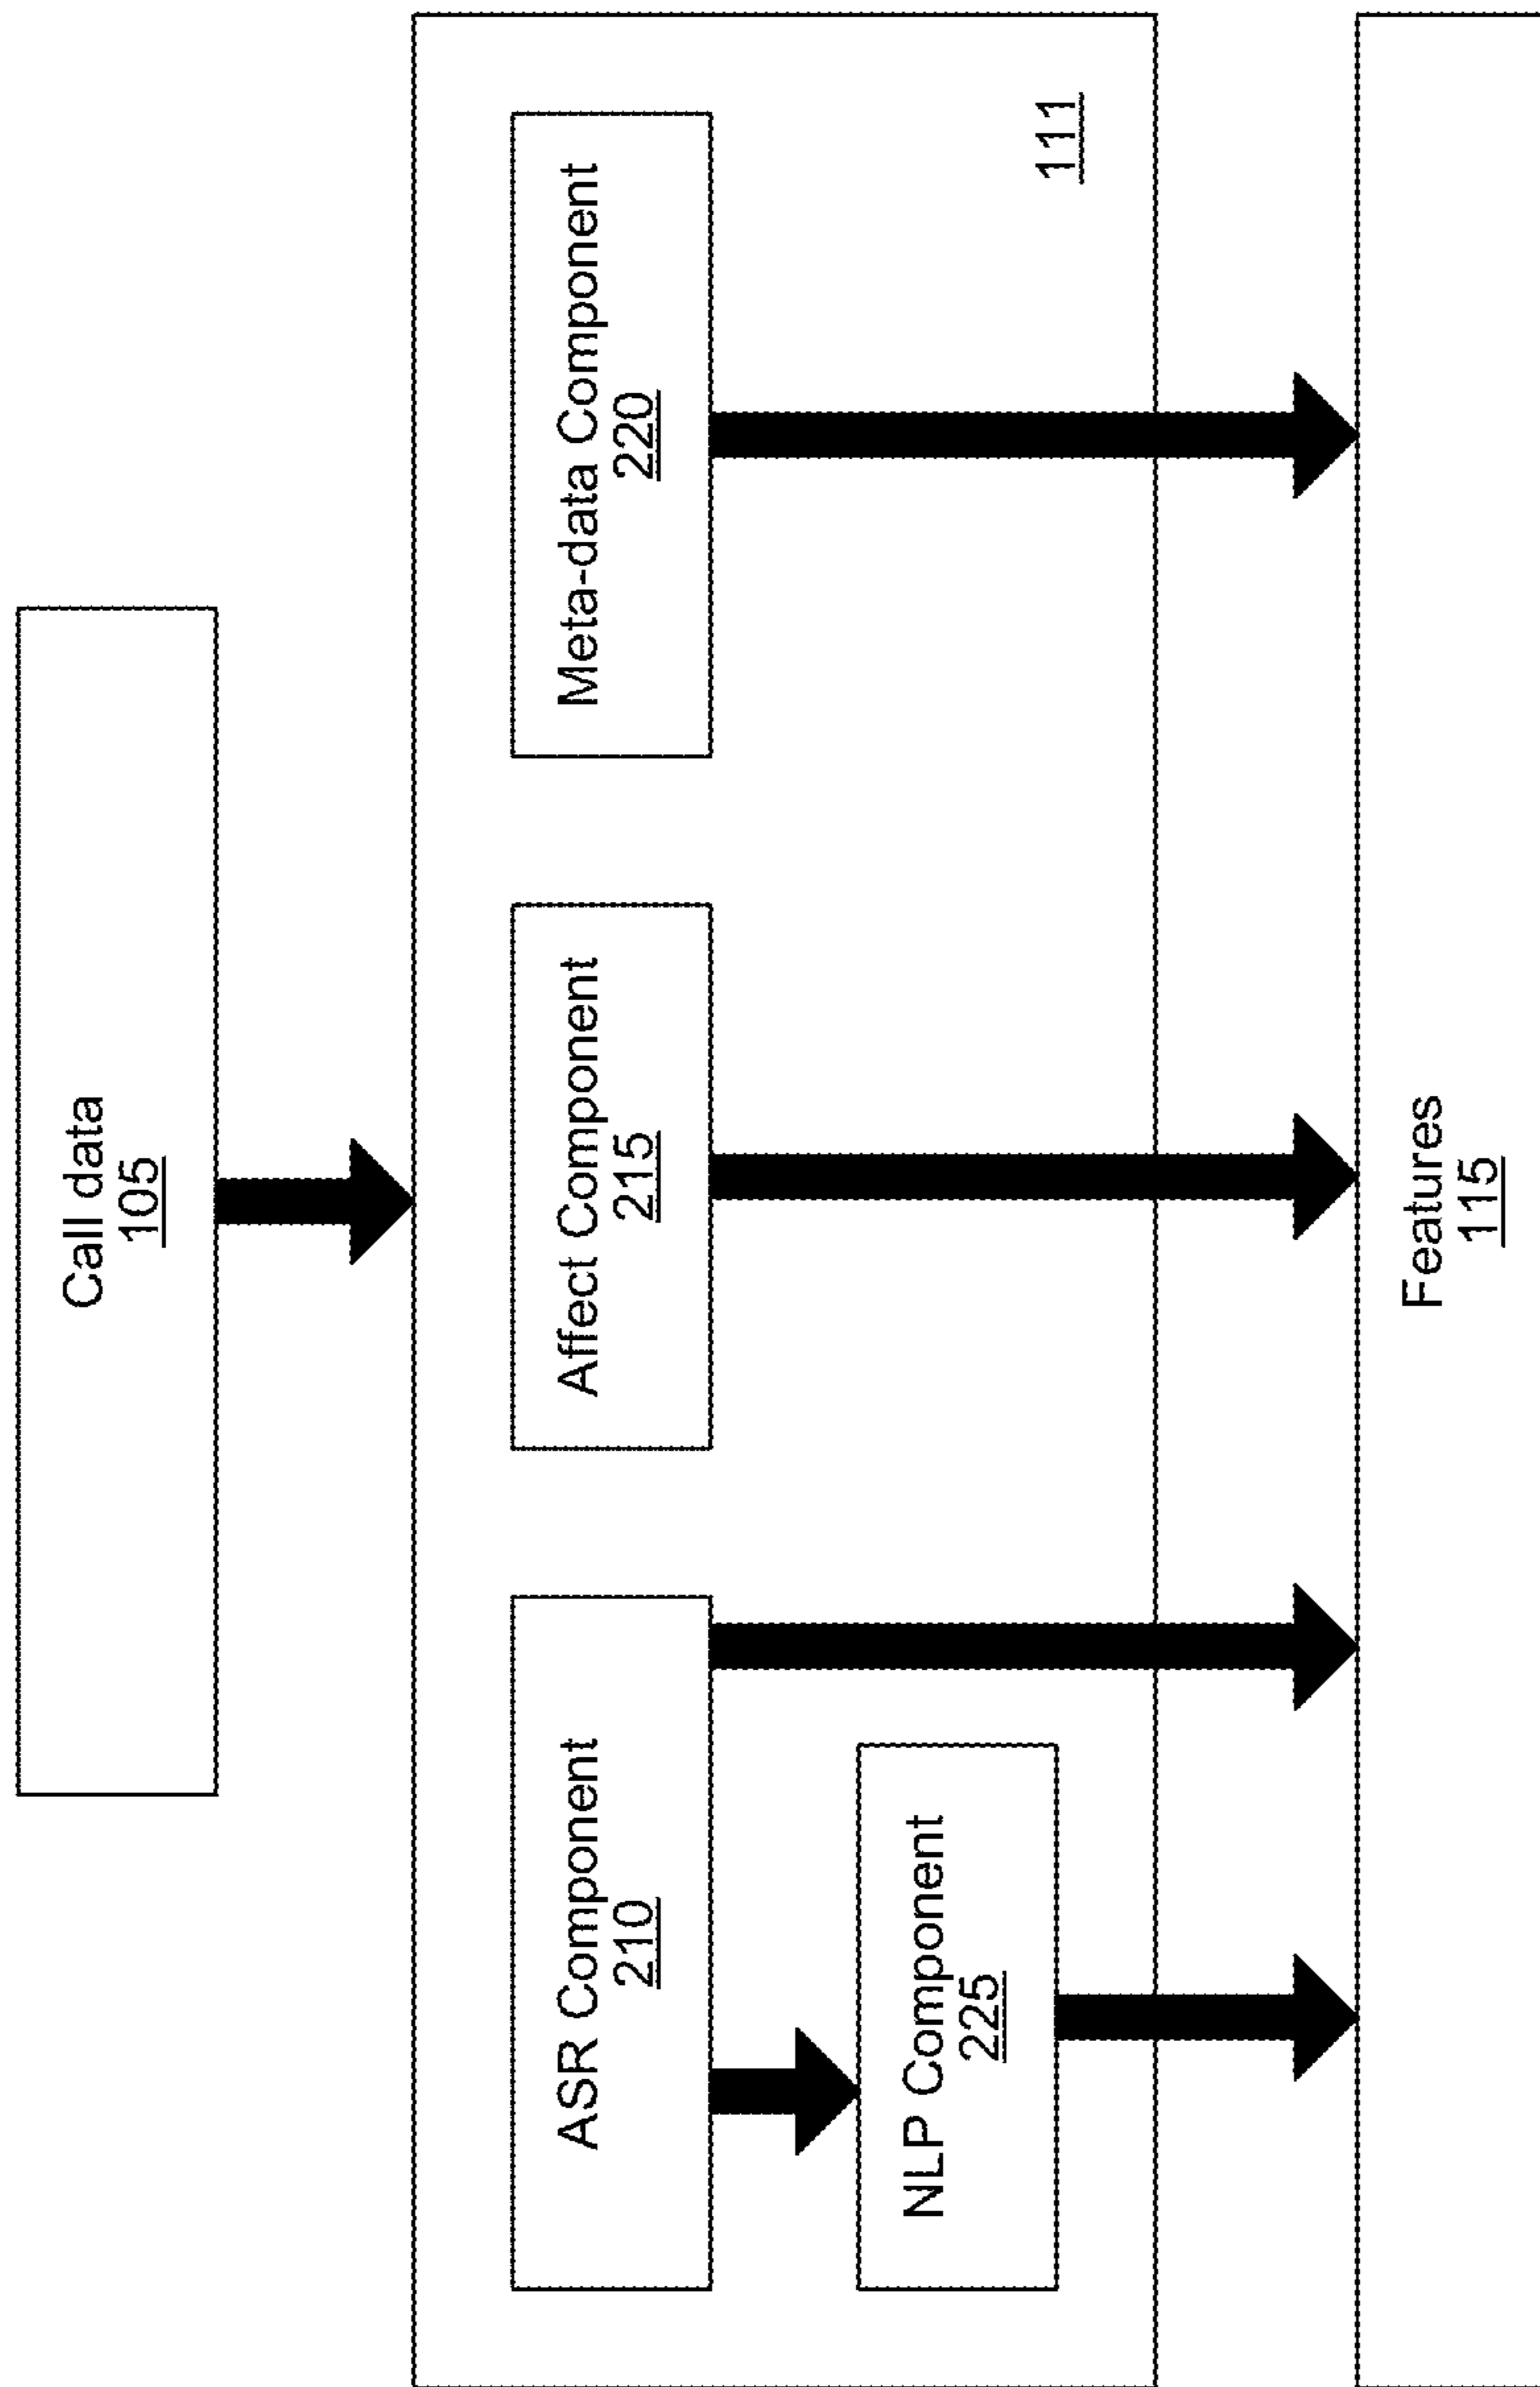 Call data
105
ASR Component
210
Affect Component
215
Meta-data Component
220
NLP Component
225
111
Features
115